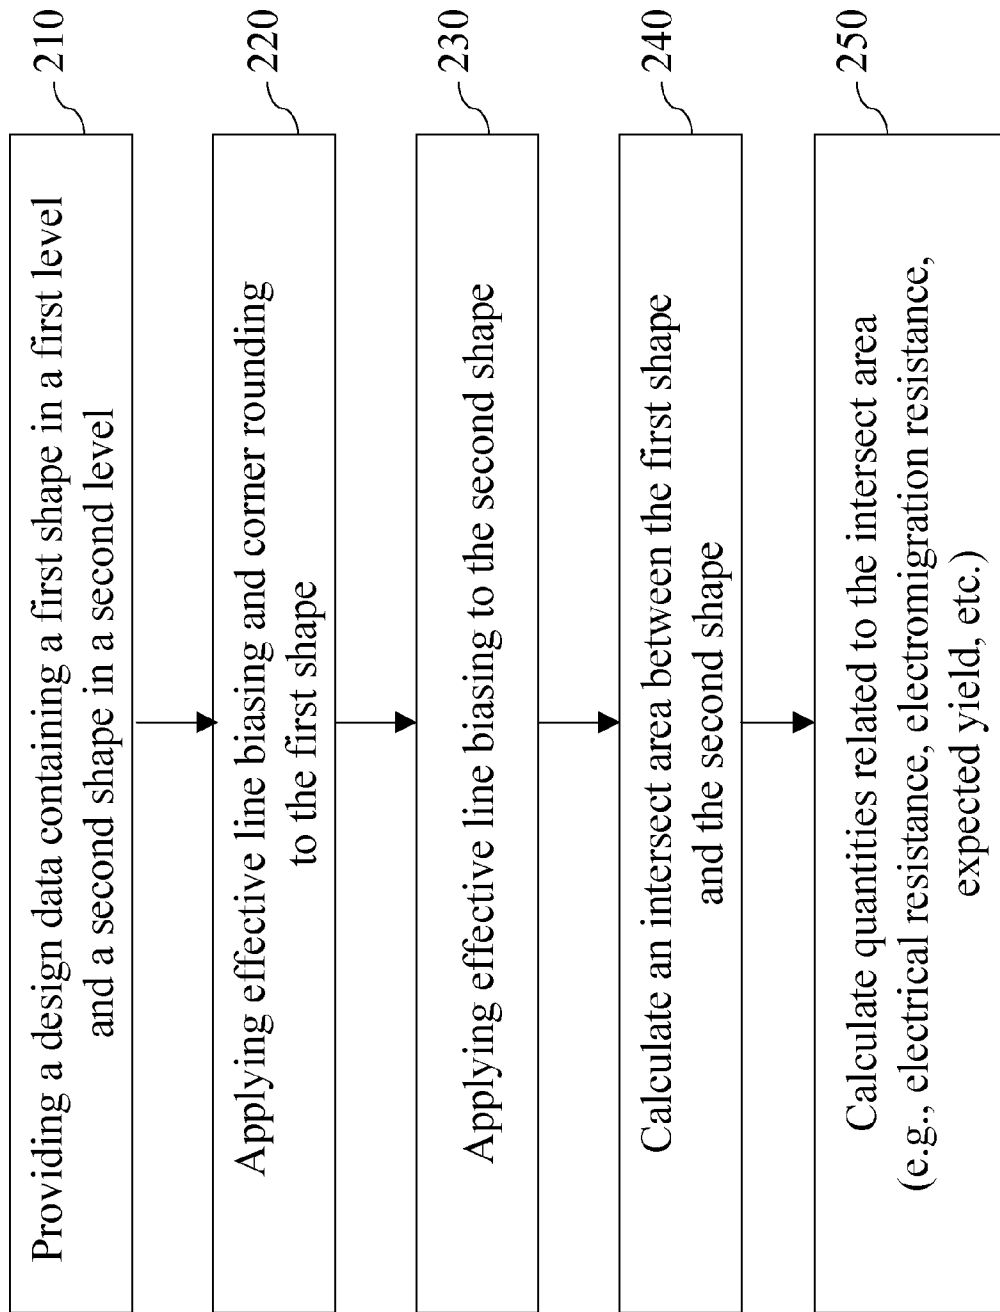 Providing a design data containing a first shape in a first level
and a second shape in a second level
210
Applying effective line biasing and corner rounding
to the first shape
220
Applying effective line biasing to the second shape
230
Calculate an intersect area between the first shape
and the second shape
240
Calculate quantities related to the intersect area
(e.g., electrical resistance, electromigration resistance,
expected yield, etc.)
250